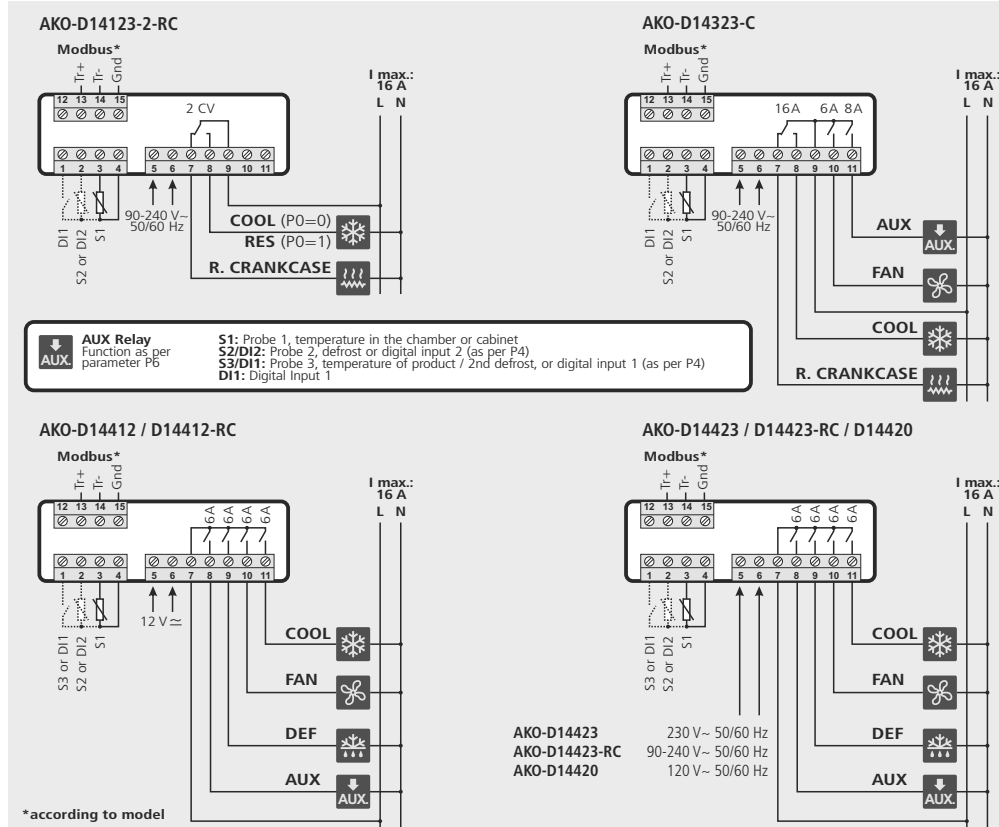 AKO-D14123-2-RC
Modbus*
Tr+
Tr-
Gnd
I max.:
16 A
L N
12 13 14 15
2 CV
1 2 3 4 5 6 7 8 9 10 11
90-240 V~
50/60 Hz
DI1
S2 or DI2
S1
COOL (P0=0)
RES (P0=1)
R. CRANKCASE
AKO-D14323-C
Modbus*
Tr+
Tr-
Gnd
I max.:
16 A
L N
12 13 14 15
16A 6A 8A
1 2 3 4 5 6 7 8 9 10 11
90-240 V~
50/60 Hz
DI1
S2 or DI2
S1
AUX
AUX.
FAN
COOL
R. CRANKCASE
AUX.
AUX Relay
Function as per
parameter P6
S1: Probe 1, temperature in the chamber or cabinet
S2/DI2: Probe 2, defrost or digital input 2 (as per P4)
S3/DI1: Probe 3, temperature of product / 2nd defrost, or digital input 1 (as per P4)
DI1: Digital Input 1
AKO-D14412 / D14412-RC
Modbus*
Tr+
Tr-
Gnd
I max.:
16 A
L N
12 13 14 15
6A 6A 6A 6A
1 2 3 4 5 6 7 8 9 10 11
12 V ≃
S3 or DI1
S2 or DI2
S1
COOL
FAN
DEF
AUX
AUX.
*according to model
AKO-D14423 / D14423-RC / D14420
Modbus*
Tr+
Tr-
Gnd
I max.:
16 A
L N
12 13 14 15
6A 6A 6A 6A
1 2 3 4 5 6 7 8 9 10 11
S3 or DI1
S2 or DI2
S1
COOL
FAN
DEF
AUX
AUX.
AKO-D14423 230 V~ 50/60 Hz
AKO-D14423-RC 90-240 V~ 50/60 Hz
AKO-D14420 120 V~ 50/60 Hz